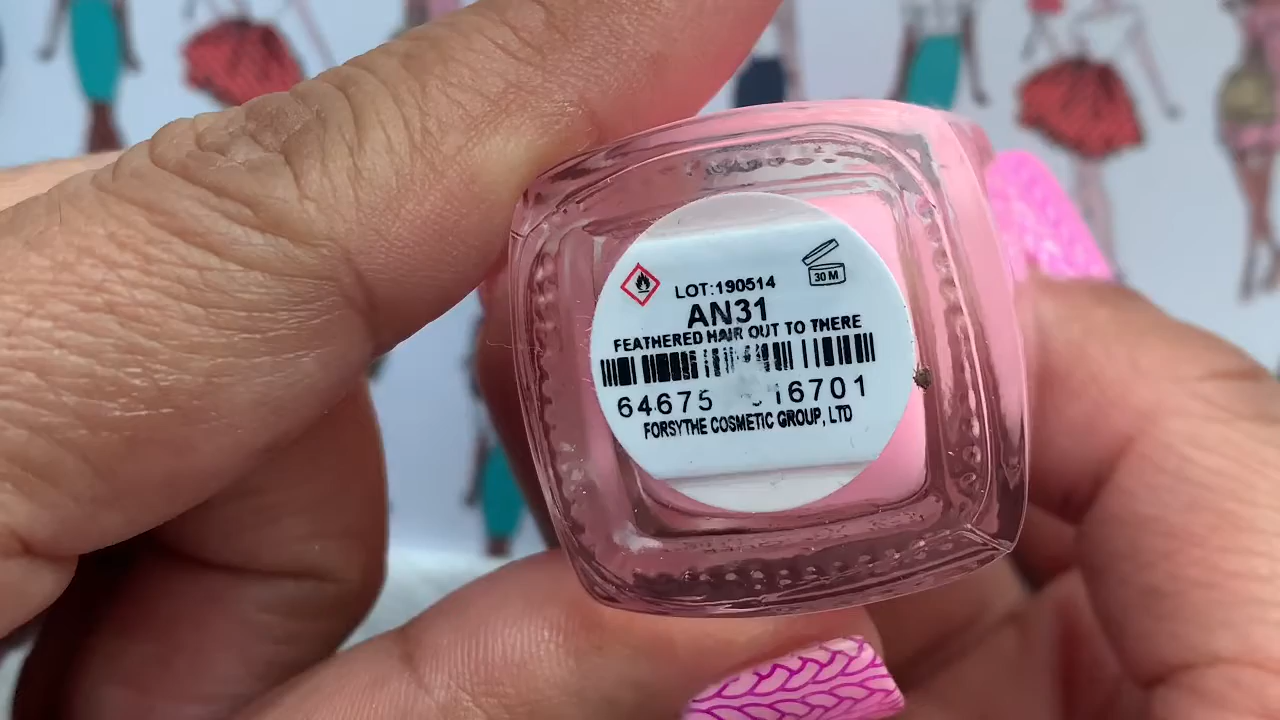 30 M
LOT:190514
AN31
FEATHERED HAIR OUT TO THERE
64675 16701
FORSYTHE COSMETIC GROUP, LTD